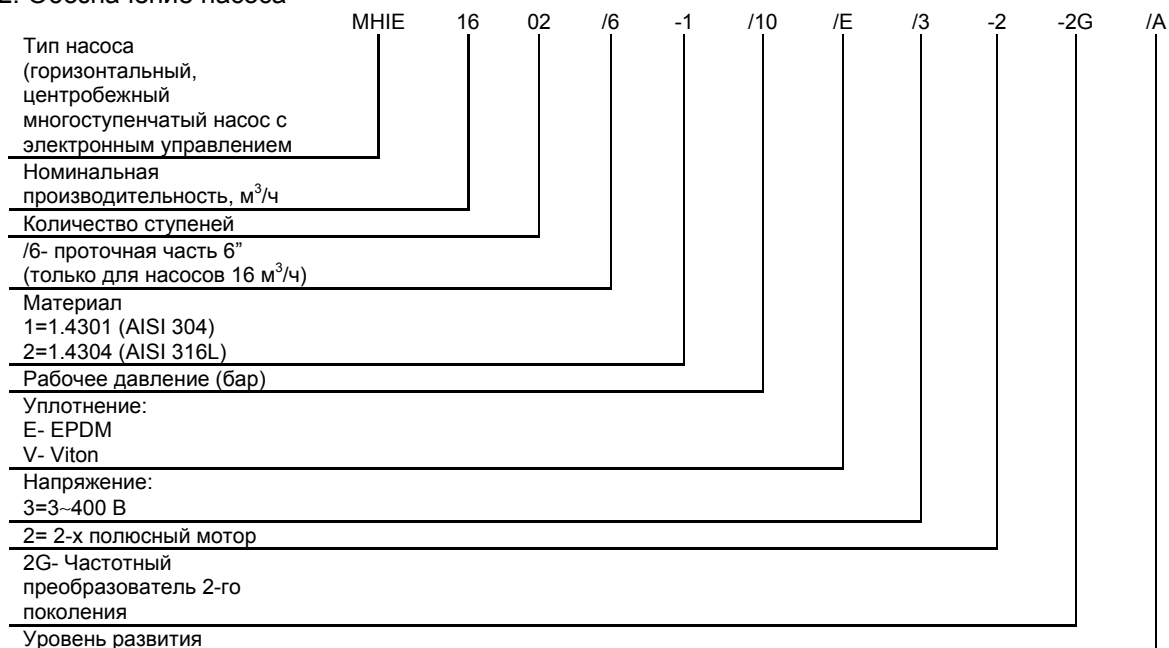 2. Обозначение насоса
MHIE 16 02 /6 -1 /10 /E /3 -2 -2G /A
Тип насоса
(горизонтальный,
центробежный
многоступенчатый насос с
электронным управлением
Номинальная
производительность, м³/ч
Количество ступеней
/6- проточная часть 6”
(только для насосов 16 м³/ч)
Материал
1=1.4301 (AISI 304)
2=1.4304 (AISI 316L)
Рабочее давление (бар)
Уплотнение:
E- EPDM
V- Viton
Напряжение:
3=3~400 В
2= 2-х полюсный мотор
2G- Частотный
преобразователь 2-го
поколения
Уровень развития